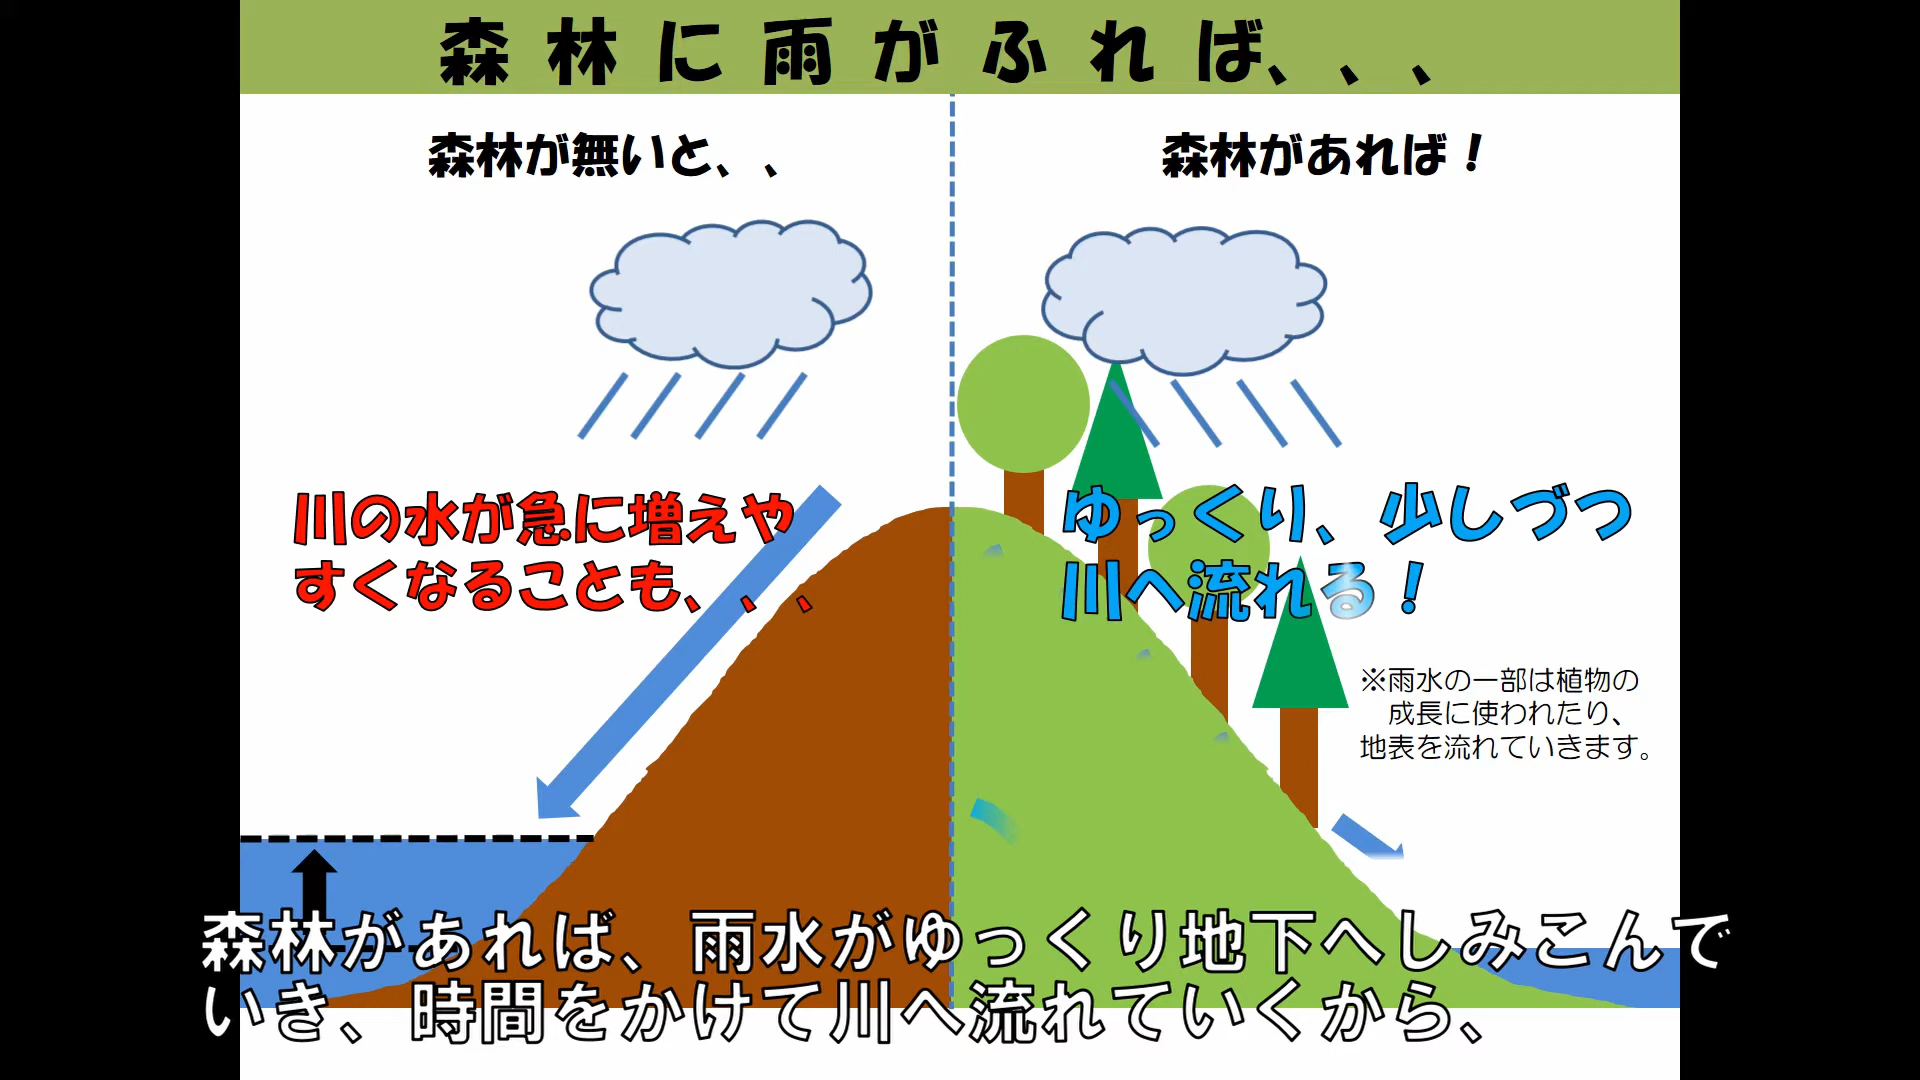 森林に雨がふれば、、、
森林が無いと、、
森林があれば！
川の水が急に増えや
すくなることも、、、
ゆっくり、少しづつ
川へ流れる！
※雨水の一部は植物の
成長に使われたり、
地表を流れていきます。
森林があれば、雨水がゆっくり地下へしみこんで
いき、時間をかけて川へ流れていくから、